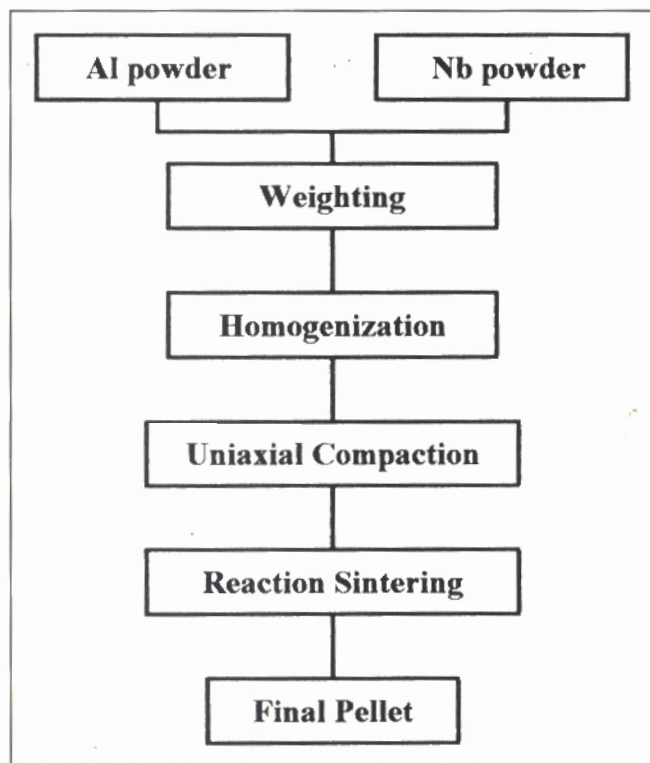 Al powder
Nb powder
Weighting
Homogenization
Uniaxial Compaction
Reaction Sintering
Final Pellet